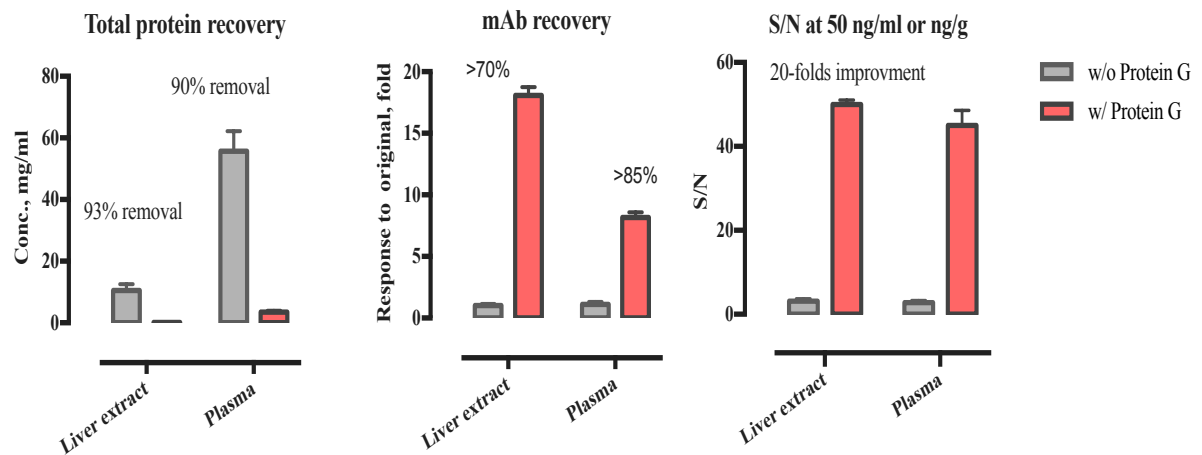 Total protein recovery
80
60
40
20
0
Conc., mg/ml
90% removal
93% removal
Liver extract
Plasma
mAb recovery
20
15
10
5
0
Response to original, fold
>70%
>85%
Liver extract
Plasma
S/N at 50 ng/ml or ng/g
60
40
20
0
S/N
20-folds improvment
Liver extract
Plasma
w/o Protein G
w/ Protein G